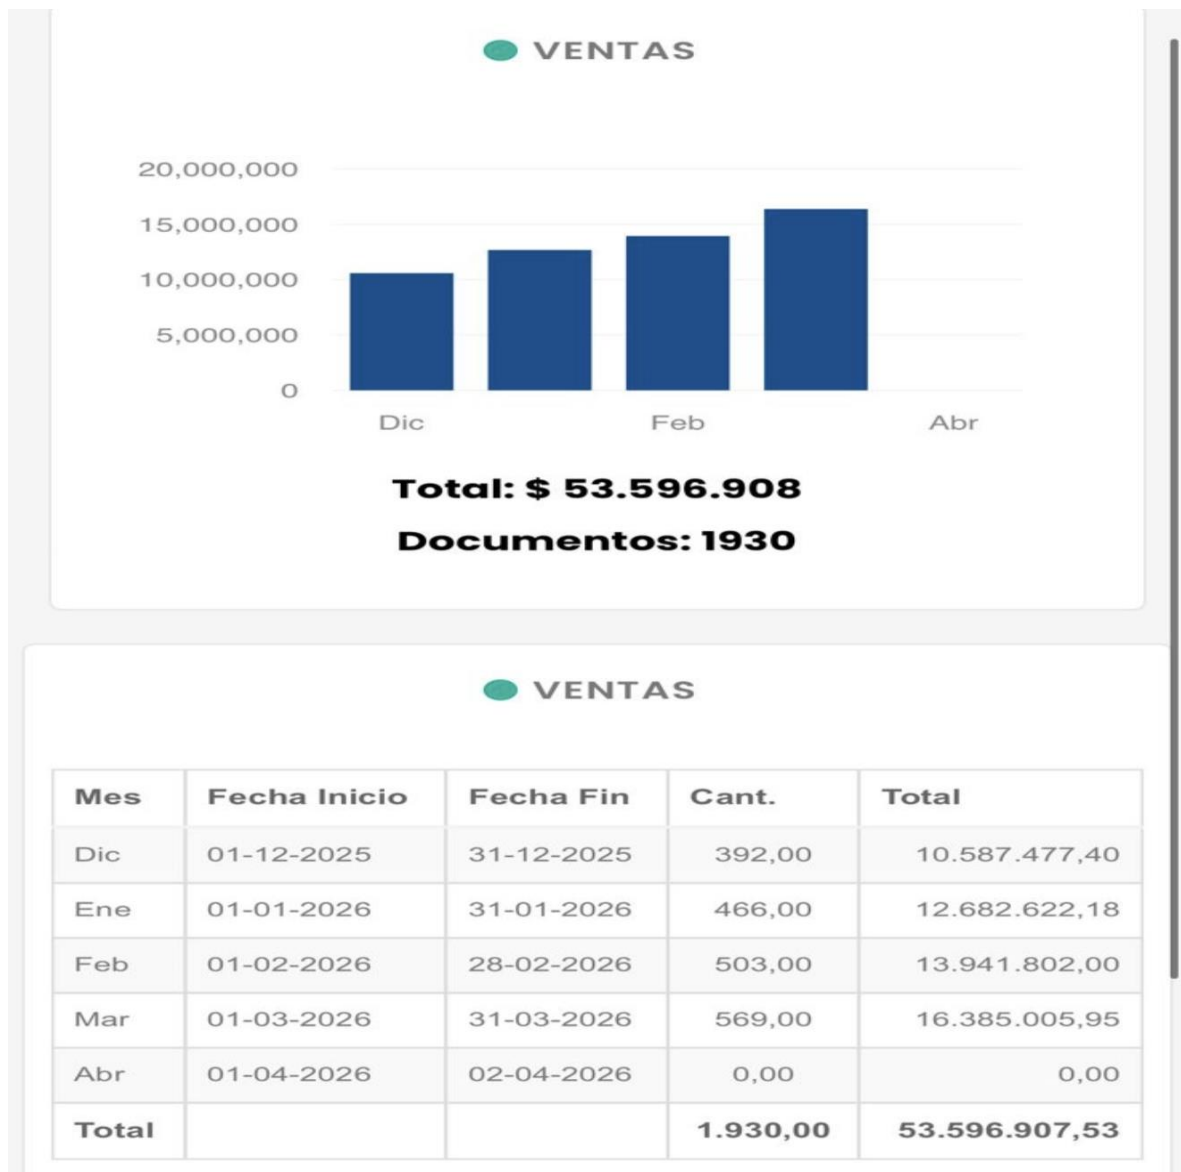 VENTAS
20,000,000
15,000,000
10,000,000
5,000,000
0
Dic Feb Abr
Total: $ 53.596.908
Documentos: 1930
VENTAS
Mes Fecha Inicio Fecha Fin Cant. Total
Dic 01-12-2025 31-12-2025 392,00 10.587.477,40
Ene 01-01-2026 31-01-2026 466,00 12.682.622,18
Feb 01-02-2026 28-02-2026 503,00 13.941.802,00
Mar 01-03-2026 31-03-2026 569,00 16.385.005,95
Abr 01-04-2026 02-04-2026 0,00 0,00
Total 1.930,00 53.596.907,53